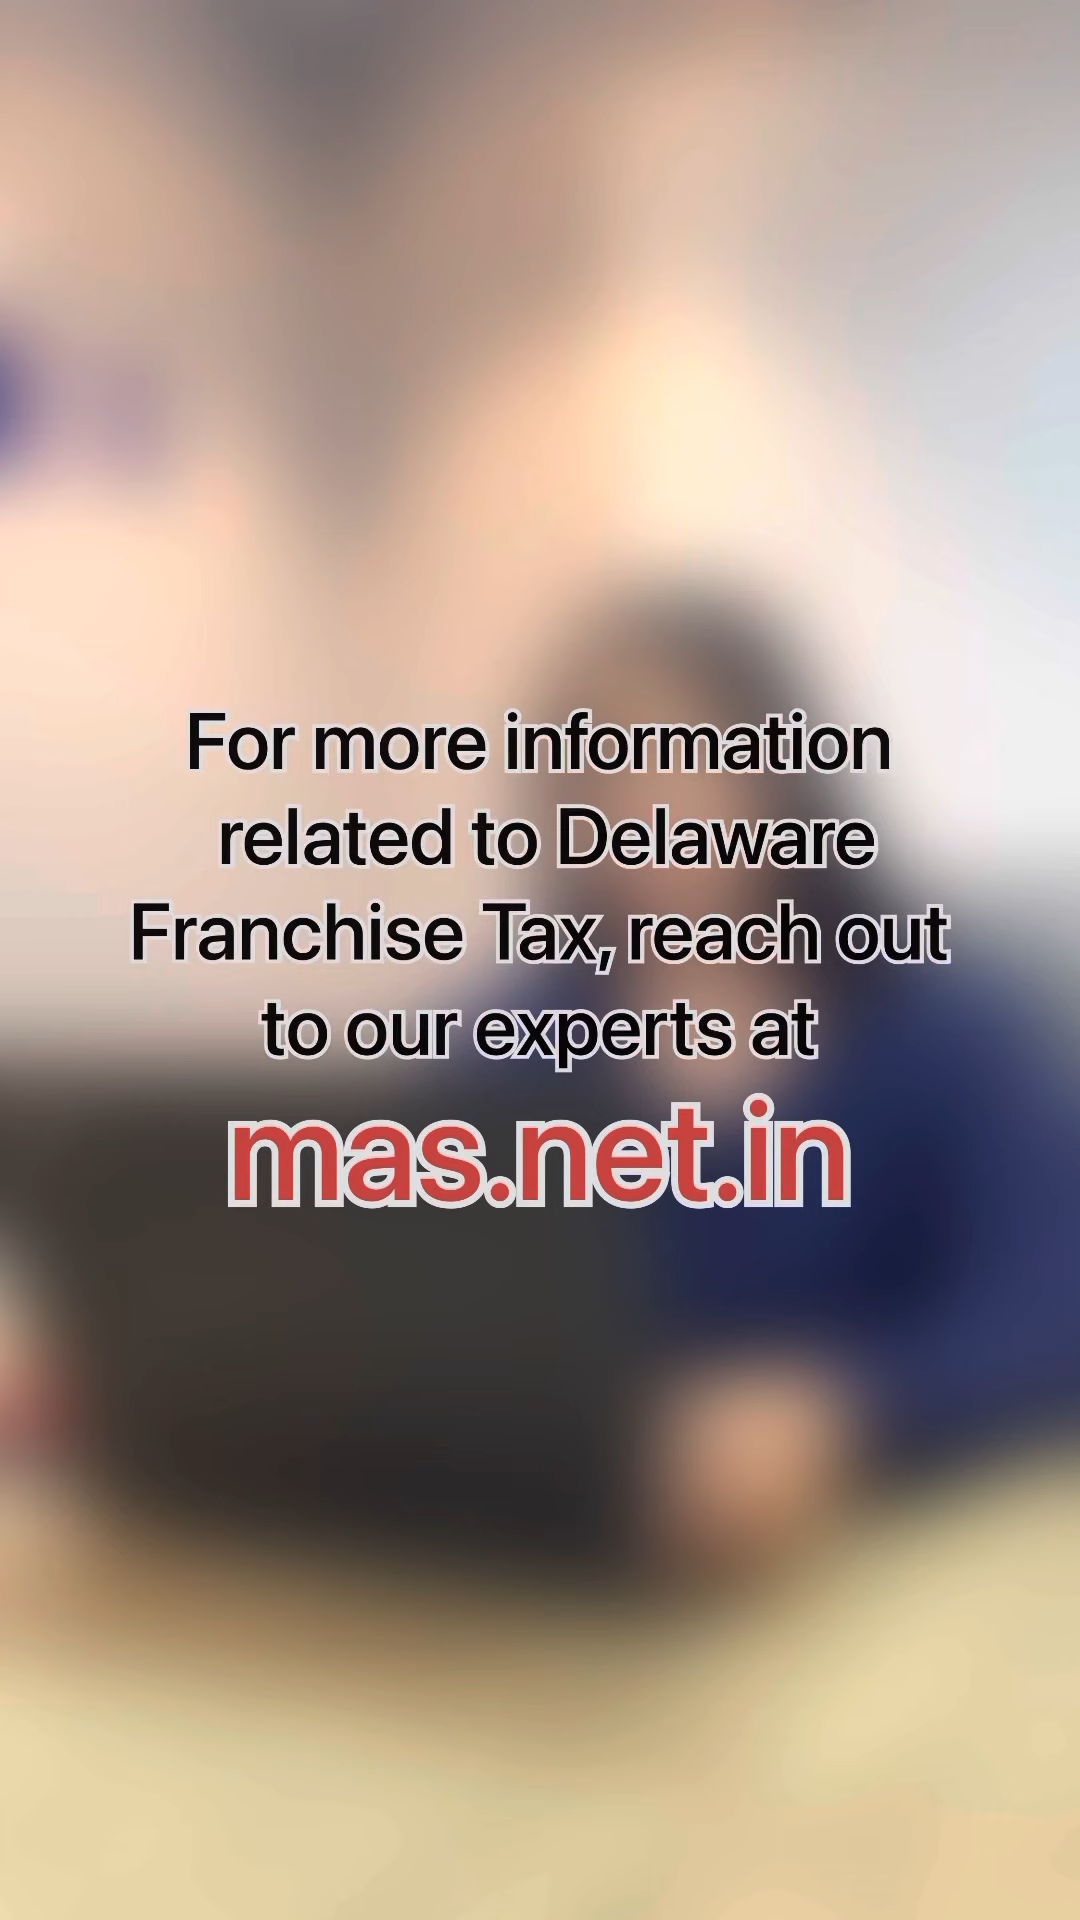 For more information
related to Delaware
Franchise Tax, reach out
to our experts at
mas.net.in